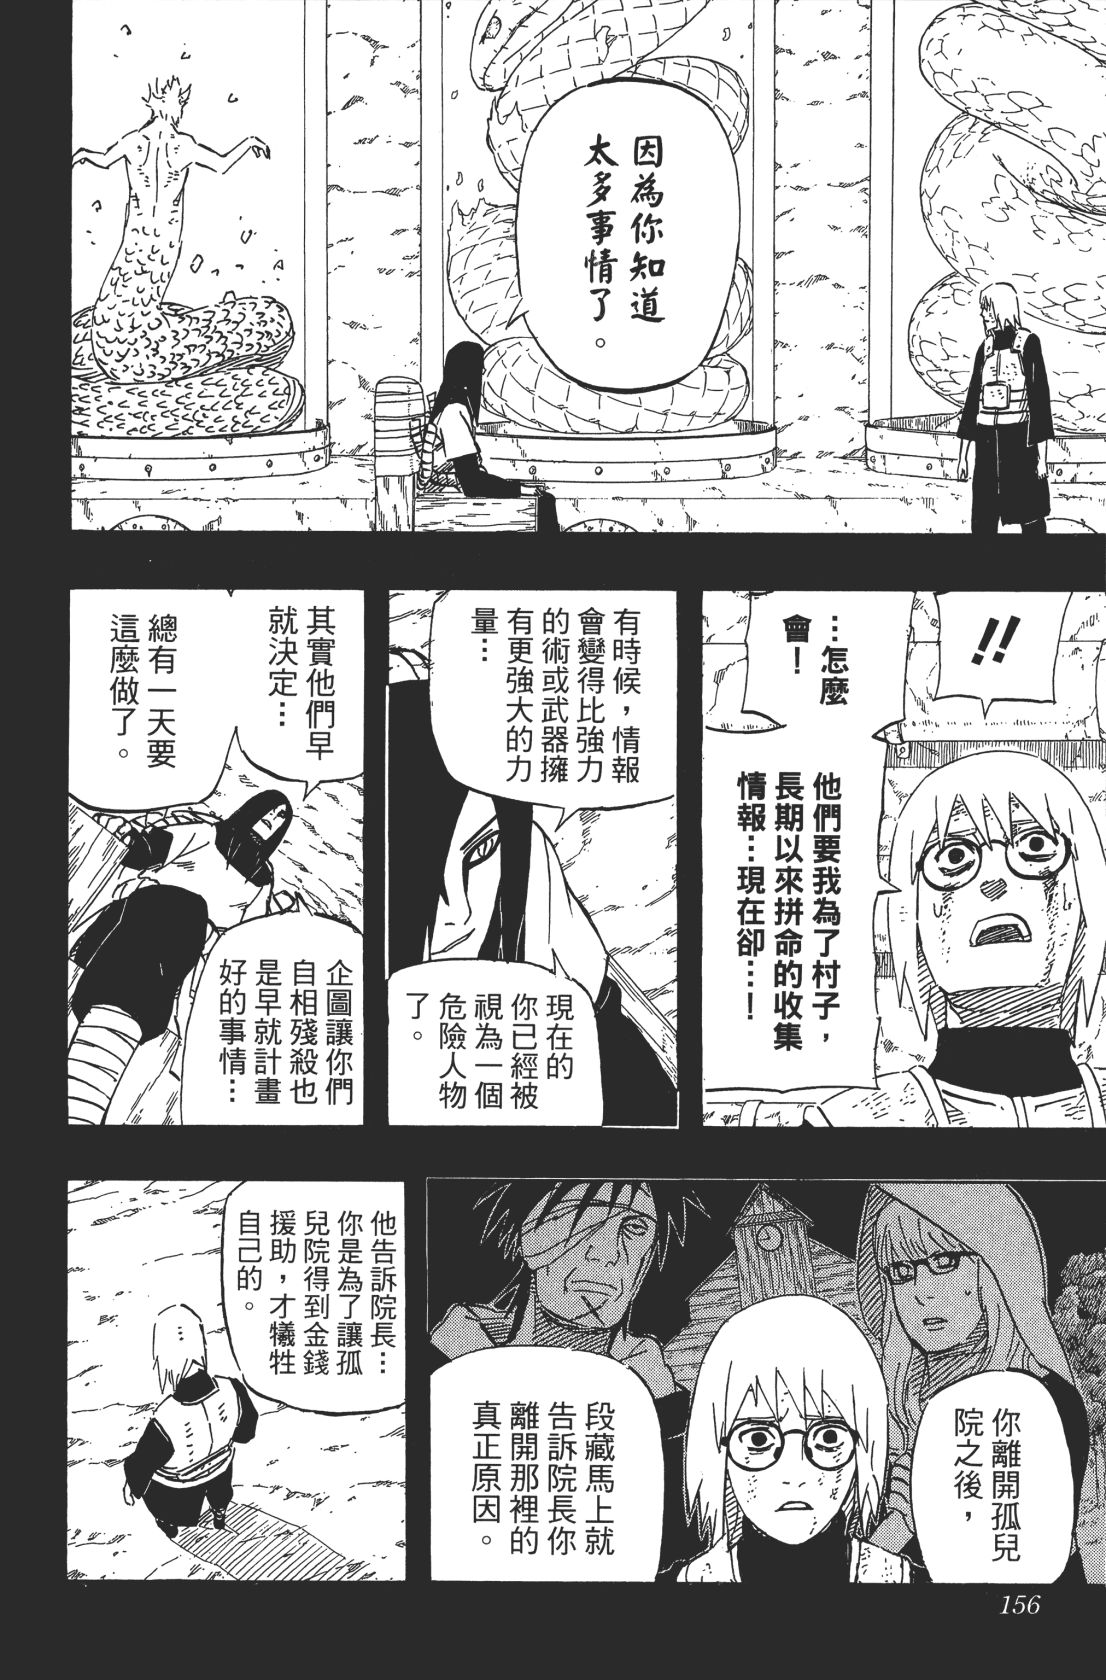 因為你知道
太多事情了。
!!
…怎麼
會！
他們要我為了村子，
長期以來拼命的收集
情報…現在卻…！
有時候，情報
會變得比強力
的術或武器擁
有更強大的力
量…
現在的
你已經被
視為一個
危險人物
了。
其實他們早
就決定…
總有一天要
這麼做了。
企圖讓你們
自相殘殺也
是早就計畫
好的事情…
你離開孤兒
院之後，
段藏馬上就
告訴院長你
離開那裡的
真正原因。
他告訴院長…
你是為了讓孤
兒院得到金錢
援助，才犧牲
自己的。
156